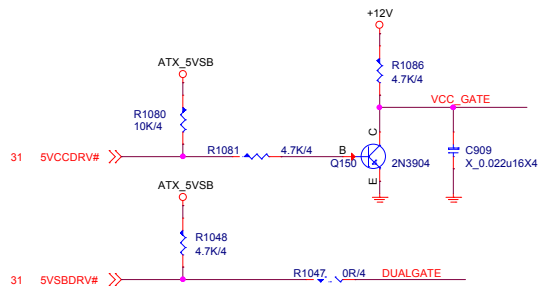 +12V
ATX_5VSB
R1086
4.7K/4
R1080
10K/4
VCC_GATE
31 5VCCDRV#
R1081 4.7K/4
B
C
E
Q150
2N3904
C909
X_0.022u16X4
ATX_5VSB
R1048
4.7K/4
31 5VSBDRV#
R1047 0R/4
DUALGATE